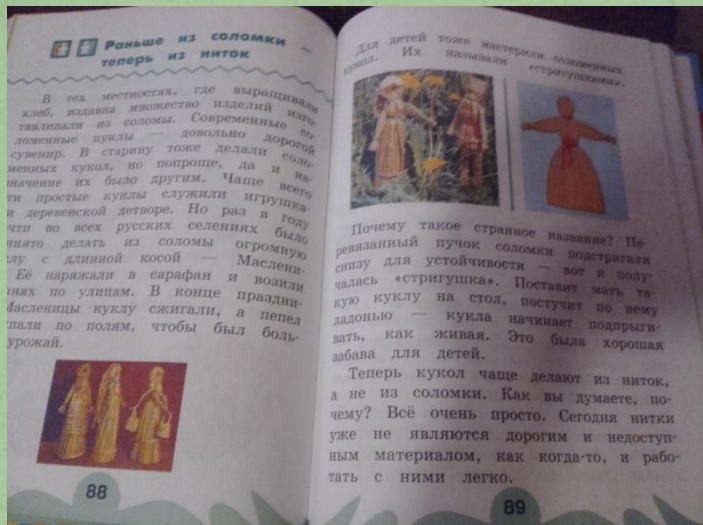 Раньше из соломки —
теперь из ниток
В тех местностях, где выращивали
хлеб, издавна множество изделий изго-
тавливали из соломы. Современные со-
ломенные куклы — довольно дорогой
сувенир. В старину тоже делали соло-
менных кукол, но попроще, да и на-
значение их было другим. Чаще всего
ти простые куклы служили игрушка-
и деревенской детворе. Но раз в году
чти во всех русских селениях было
инято делать из соломы огромную
клу с длинной косой — Маслени-
Её наряжали в сарафан и возили
анях по улицам. В конце праздни-
Масленицы куклу сжигали, а пепел
ыпали по полям, чтобы был боль-
урожай.
88
Для детей тоже мастерили соломенных
кукол. Их называли «стригушками».
Почему такое странное название? Пе-
ревязанный пучок соломки подстригали
снизу для устойчивости — вот и полу-
чалась «стригушка». Поставит мать та-
кую куклу на стол, постучит по нему
ладонью — кукла начинает подпрыги-
вать, как живая. Это была хорошая
забава для детей.
Теперь кукол чаще делают из ниток,
а не из соломки. Как вы думаете, по-
чему? Всё очень просто. Сегодня нитки
уже не являются дорогим и недоступ-
ным материалом, как когда-то, и рабо-
тать с ними легко.
89